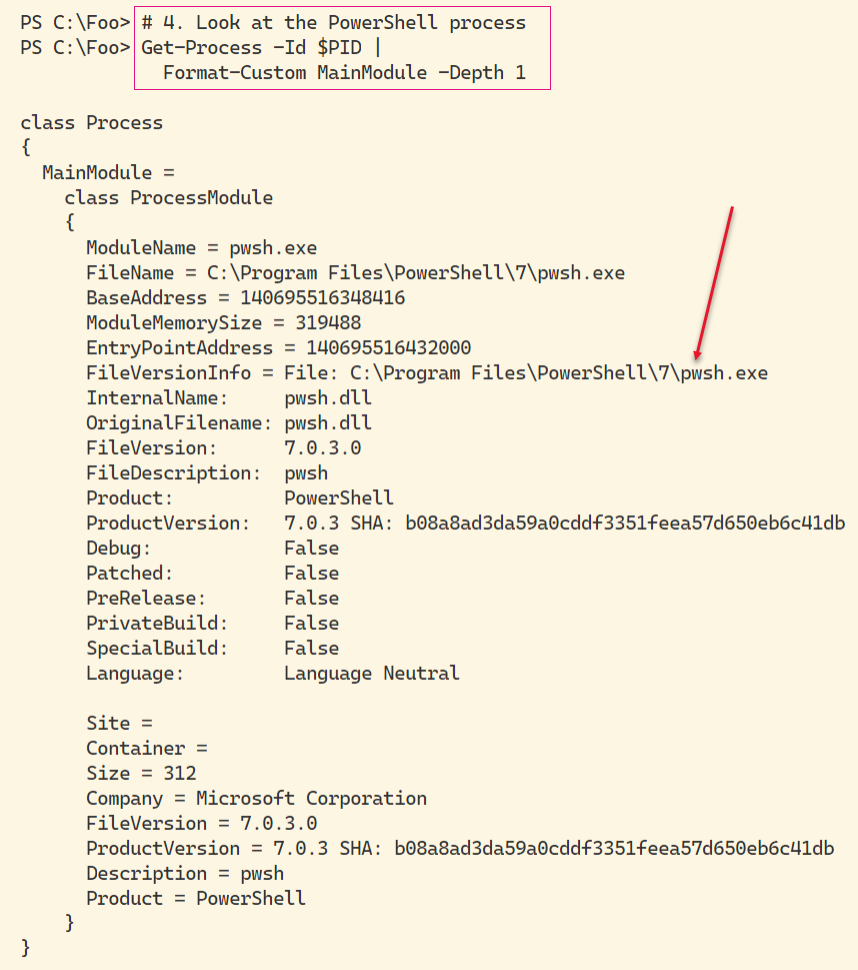 PS C:\Foo> # 4. Look at the PowerShell process
PS C:\Foo> Get-Process -Id $PID |
Format-Custom MainModule -Depth 1
class Process
{
MainModule =
class ProcessModule
{
ModuleName = pwsh.exe
FileName = C:\Program Files\PowerShell\7\pwsh.exe
BaseAddress = 140695516348416
ModuleMemorySize = 319488
EntryPointAddress = 140695516432000
FileVersionInfo = File: C:\Program Files\PowerShell\7\pwsh.exe
InternalName: pwsh.dll
OriginalFilename: pwsh.dll
FileVersion: 7.0.3.0
FileDescription: pwsh
Product: PowerShell
ProductVersion: 7.0.3 SHA: b08a8ad3da59a0cddf3351feea57d650eb6c41db
Debug: False
Patched: False
PreRelease: False
PrivateBuild: False
SpecialBuild: False
Language: Language Neutral
Site =
Container =
Size = 312
Company = Microsoft Corporation
FileVersion = 7.0.3.0
ProductVersion = 7.0.3 SHA: b08a8ad3da59a0cddf3351feea57d650eb6c41db
Description = pwsh
Product = PowerShell
}
}